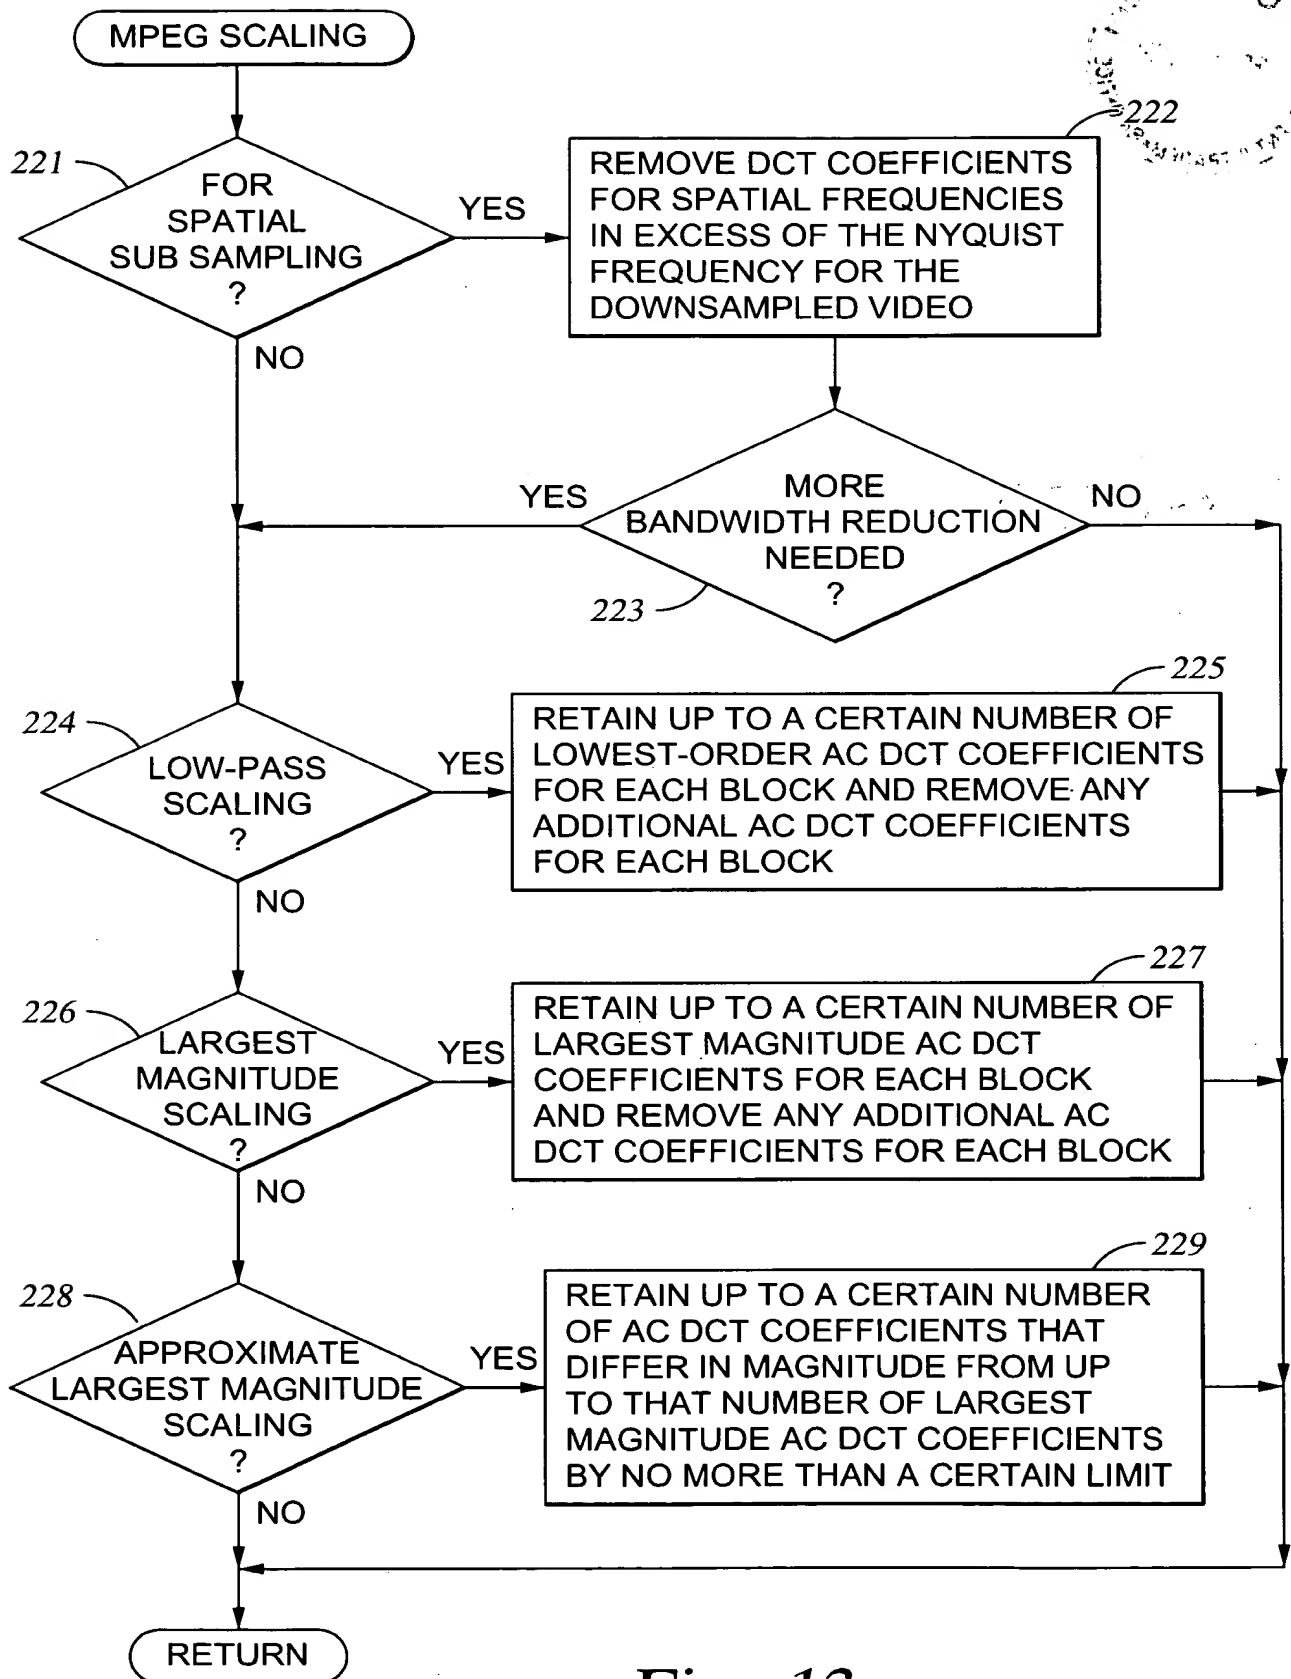 MPEG SCALING
221
FOR
SPATIAL
SUB SAMPLING
?
YES
NO
222
REMOVE DCT COEFFICIENTS
FOR SPATIAL FREQUENCIES
IN EXCESS OF THE NYQUIST
FREQUENCY FOR THE
DOWNSAMPLED VIDEO
YES
MORE
BANDWIDTH REDUCTION
NEEDED
?
NO
223
224
LOW-PASS
SCALING
?
YES
NO
225
RETAIN UP TO A CERTAIN NUMBER OF
LOWEST-ORDER AC DCT COEFFICIENTS
FOR EACH BLOCK AND REMOVE ANY
ADDITIONAL AC DCT COEFFICIENTS
FOR EACH BLOCK
226
LARGEST
MAGNITUDE
SCALING
?
YES
NO
227
RETAIN UP TO A CERTAIN NUMBER OF
LARGEST MAGNITUDE AC DCT
COEFFICIENTS FOR EACH BLOCK
AND REMOVE ANY ADDITIONAL AC
DCT COEFFICIENTS FOR EACH BLOCK
228
APPROXIMATE
LARGEST MAGNITUDE
SCALING
?
YES
NO
229
RETAIN UP TO A CERTAIN NUMBER
OF AC DCT COEFFICIENTS THAT
DIFFER IN MAGNITUDE FROM UP
TO THAT NUMBER OF LARGEST
MAGNITUDE AC DCT COEFFICIENTS
BY NO MORE THAN A CERTAIN LIMIT
RETURN
Fig. 13